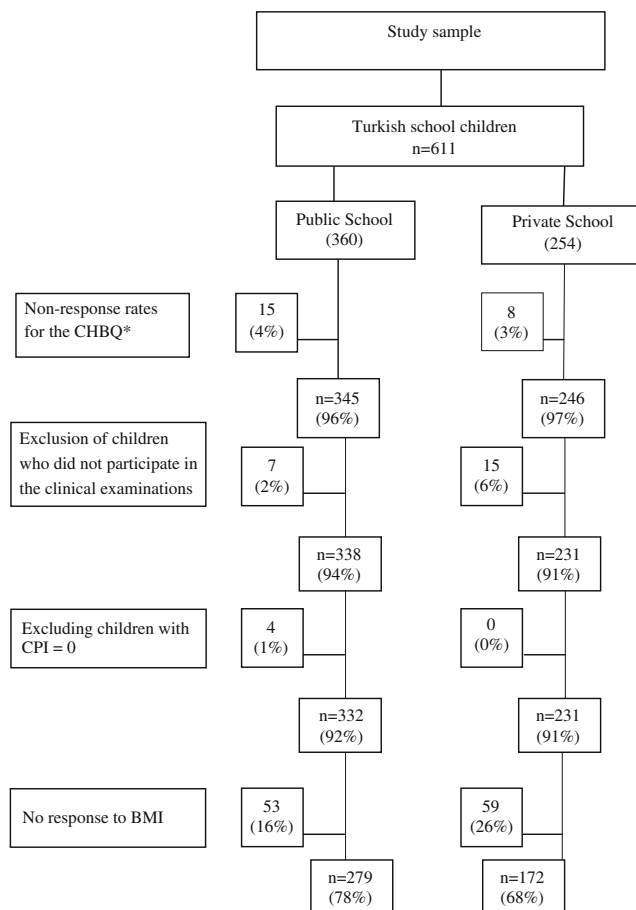 Study sample
Turkish school children
n=611
Public School
(360)
Private School
(254)
Non-response rates
for the CHBQ*
15
(4%)
8
(3%)
n=345
(96%)
n=246
(97%)
Exclusion of children
who did not participate in
the clinical examinations
7
(2%)
15
(6%)
n=338
(94%)
n=231
(91%)
Excluding children with
CPI = 0
4
(1%)
0
(0%)
n=332
(92%)
n=231
(91%)
No response to BMI
53
(16%)
59
(26%)
n=279
(78%)
n=172
(68%)